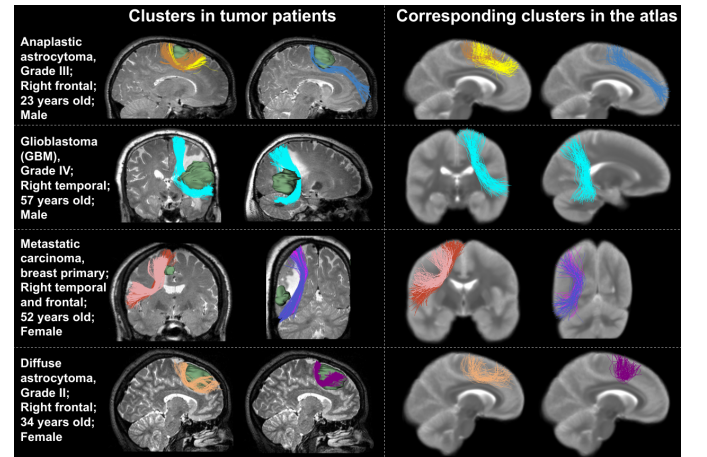 Clusters in tumor patients
Corresponding clusters in the atlas
Anaplastic
astrocytoma,
Grade III;
Right frontal;
23 years old;
Male
Glioblastoma
(GBM),
Grade IV;
Right temporal;
57 years old;
Male
Metastatic
carcinoma,
breast primary;
Right temporal
and frontal;
52 years old;
Female
Diffuse
astrocytoma,
Grade II;
Right frontal;
34 years old;
Female